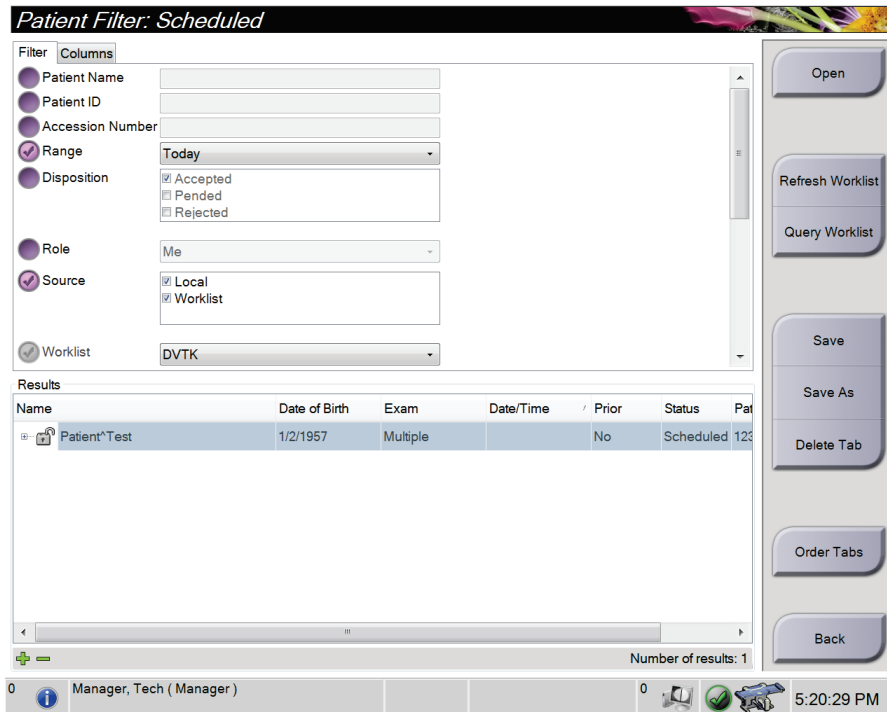 Patient Filter: Scheduled
Filter Columns
Patient Name
Patient ID
Accession Number
Range Today
Disposition Accepted
Pended
Rejected
Role Me
Source Local
Worklist
Worklist DVTK
Open
Refresh Worklist
Query Worklist
Save
Save As
Delete Tab
Order Tabs
Back
Results
Name Date of Birth Exam Date/Time Prior Status Pat
Patient^Test 1/2/1957 Multiple No Scheduled 123
Number of results: 1
0 Manager, Tech ( Manager ) 0 5:20:29 PM